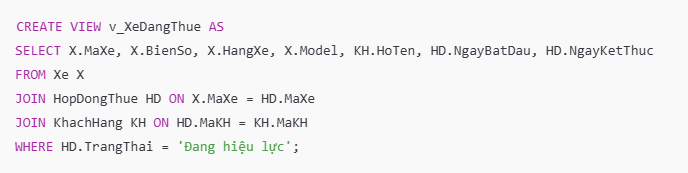 CREATE VIEW v_XeDangThue AS
SELECT X.MaXe, X.BienSo, X.HangXe, X.Model, KH.HoTen, HD.NgayBatDau, HD.NgayKetThuc
FROM Xe X
JOIN HopDongThue HD ON X.MaXe = HD.MaXe
JOIN KhachHang KH ON HD.MaKH = KH.MaKH
WHERE HD.TrangThai = 'Đang hiệu lực';